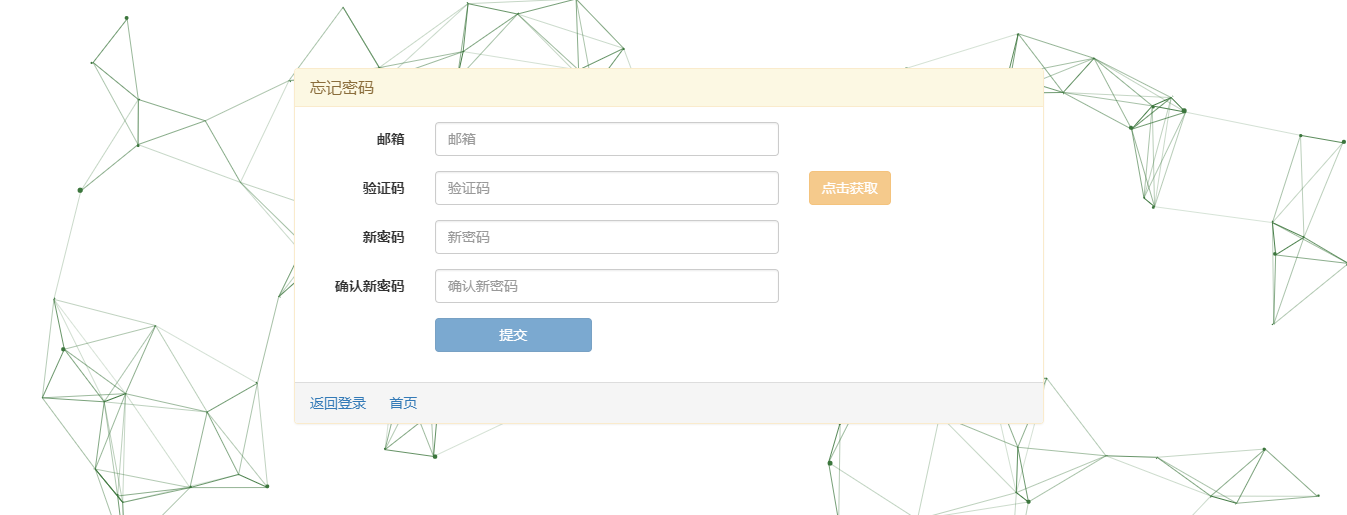 忘记密码
邮箱 邮箱
验证码 验证码 点击获取
新密码 新密码
确认新密码 确认新密码
提交
返回登录 首页